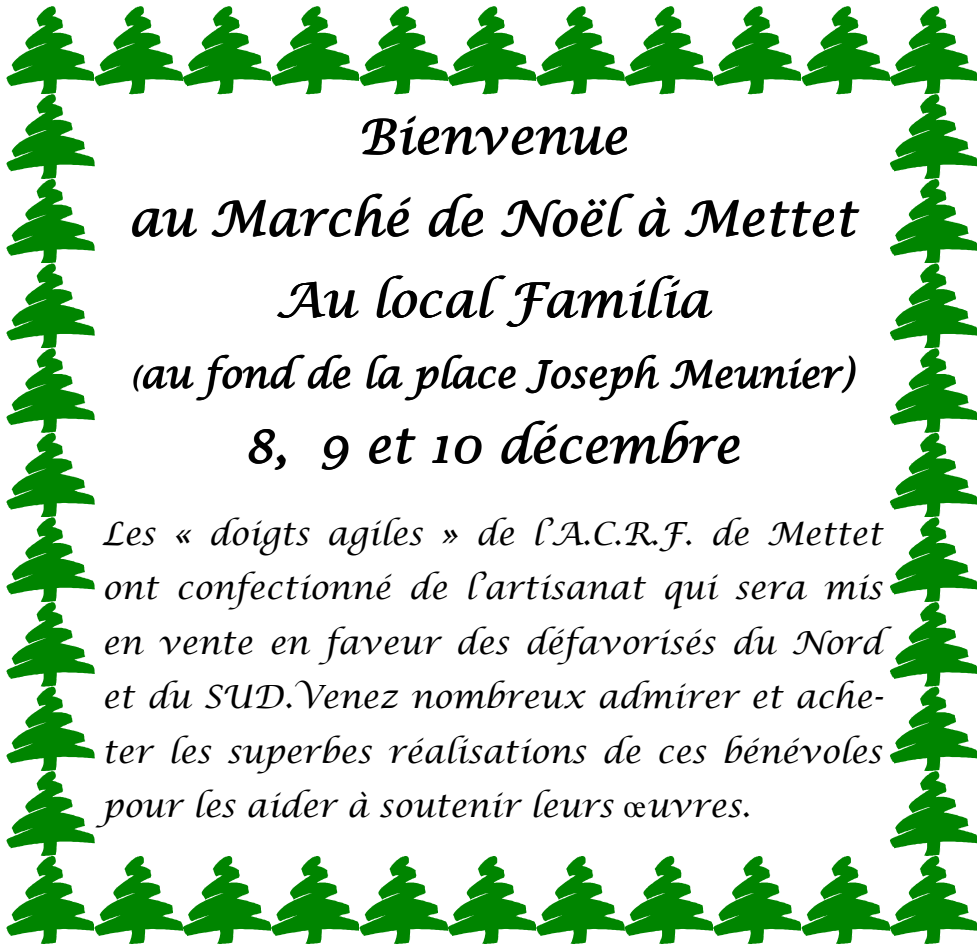 Bienvenue
au Marché de Noël à Mettet
Au local Familia
(au fond de la place Joseph Meunier)
8, 9 et 10 décembre
Les « doigts agiles » de l’A.C.R.F. de Mettet
ont confectionné de l’artisanat qui sera mis
en vente en faveur des défavorisés du Nord
et du SUD.Venez nombreux admirer et ache-
ter les superbes réalisations de ces bénévoles
pour les aider à soutenir leurs œuvres.